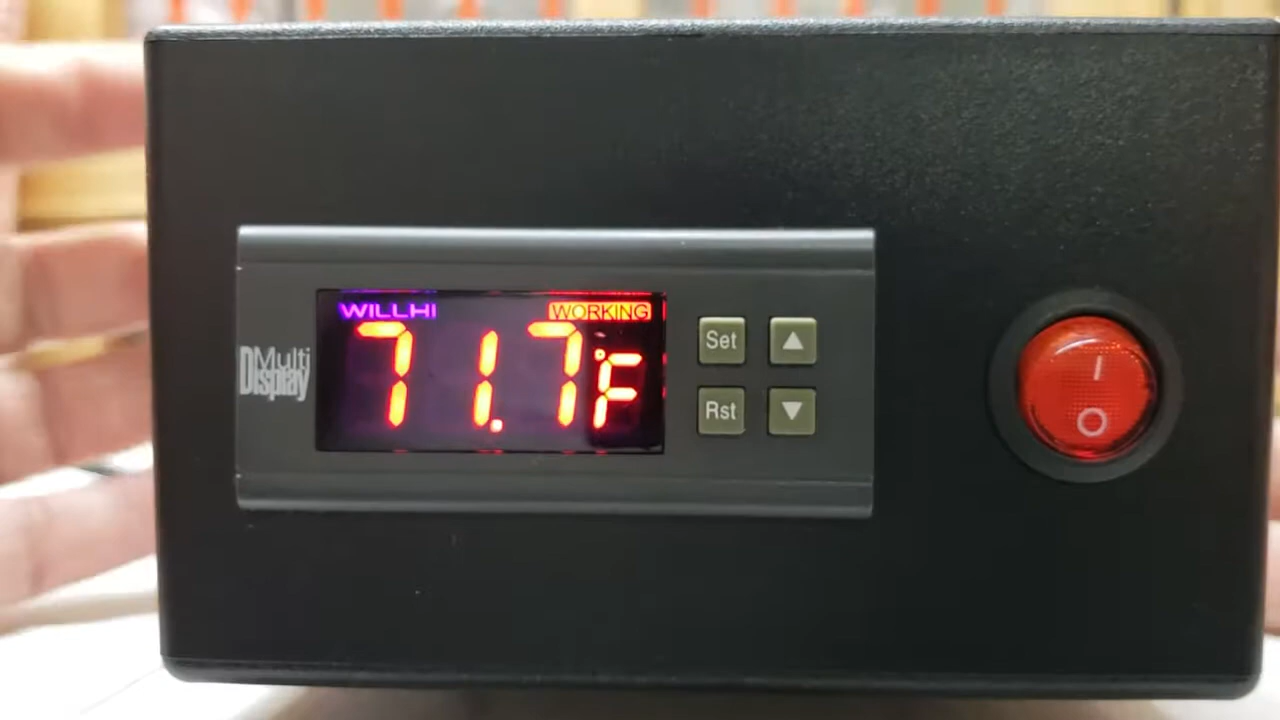 WILLHI WORKING
71.7°F
Multi
Display
Set ▲
Rst ▼
I
O